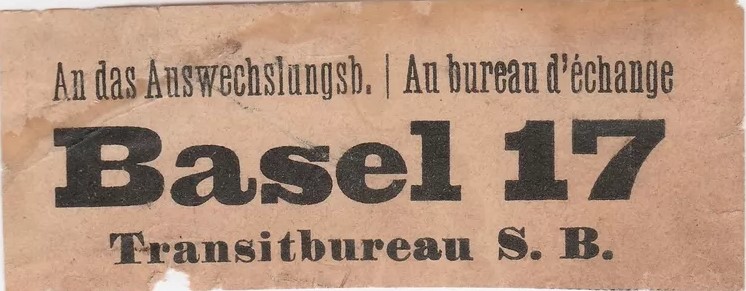 An das Auswechslungsb. | Au bureau d'échange
Basel 17
Transitbureau S. B.